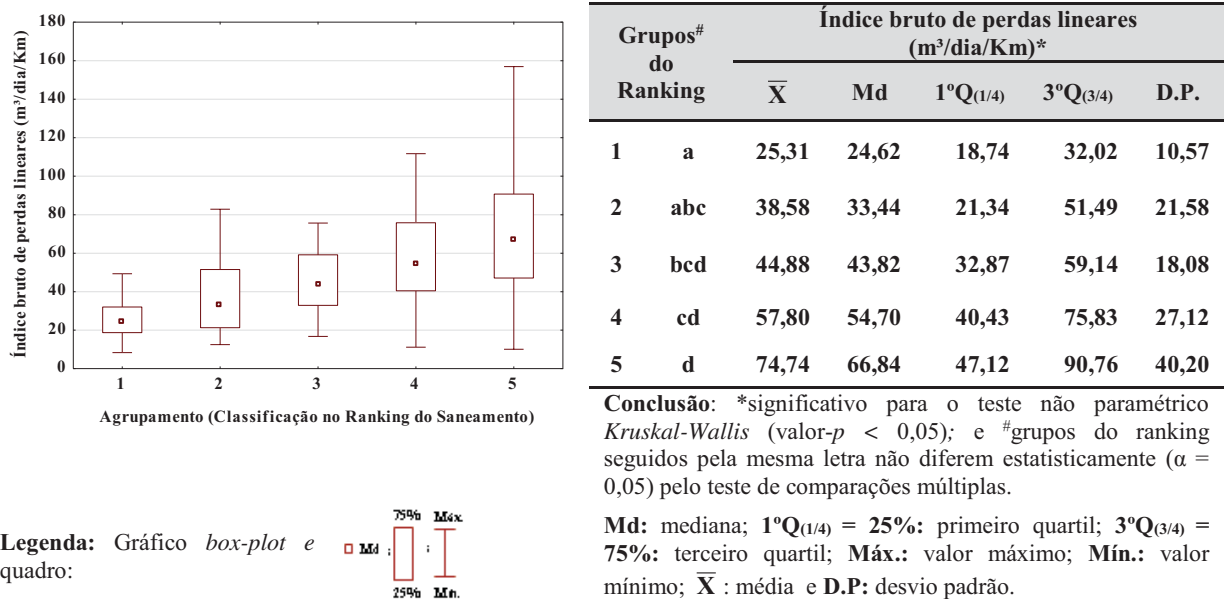 Índice bruto de perdas lineares (m³/dia/Km)
180
160
140
120
100
80
60
40
20
0
1 2 3 4 5
Agrupamento (Classificação no Ranking do Saneamento)
Legenda: Gráfico box-plot e
quadro:
Md ;
75%
25%
;
Máx.
Mín.
Grupos#
do
Ranking
Índice bruto de perdas lineares
(m³/dia/Km)*
X Md 1ºQ(1/4) 3ºQ(3/4) D.P.
1 a 25,31 24,62 18,74 32,02 10,57
2 abc 38,58 33,44 21,34 51,49 21,58
3 bcd 44,88 43,82 32,87 59,14 18,08
4 cd 57,80 54,70 40,43 75,83 27,12
5 d 74,74 66,84 47,12 90,76 40,20
Conclusão: *significativo para o teste não paramétrico
Kruskal-Wallis (valor-p < 0,05); e #grupos do ranking
seguidos pela mesma letra não diferem estatisticamente (α =
0,05) pelo teste de comparações múltiplas.
Md: mediana; 1ºQ(1/4) = 25%: primeiro quartil; 3ºQ(3/4) =
75%: terceiro quartil; Máx.: valor máximo; Mín.: valor
mínimo; X̅ : média e D.P: desvio padrão.